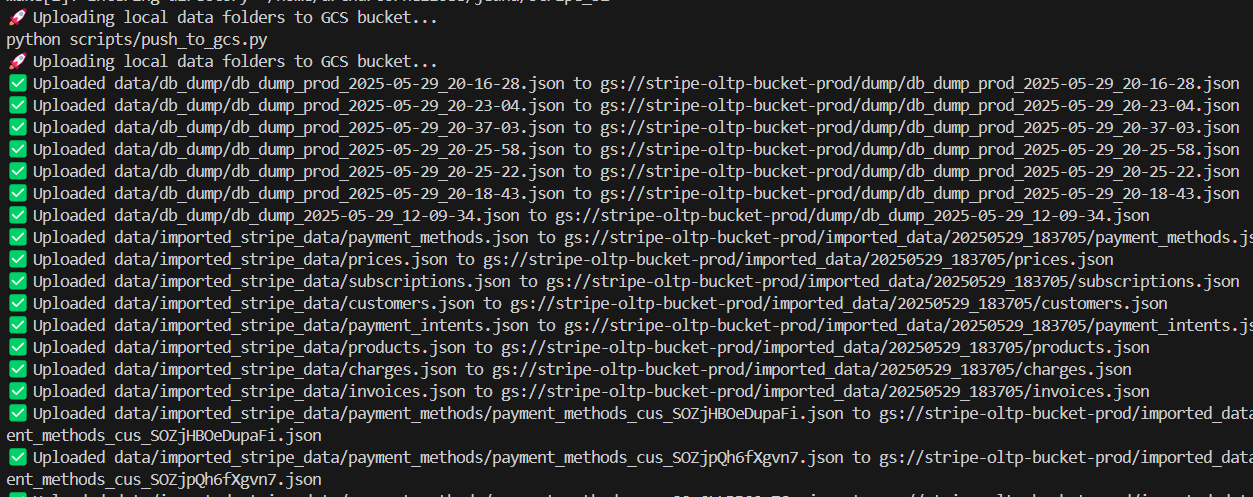 🚀 Uploading local data folders to GCS bucket...
python scripts/push_to_gcs.py
🚀 Uploading local data folders to GCS bucket...
✅ Uploaded data/db_dump/db_dump_prod_2025-05-29_20-16-28.json to gs://stripe-oltp-bucket-prod/dump/db_dump_prod_2025-05-29_20-16-28.json
✅ Uploaded data/db_dump/db_dump_prod_2025-05-29_20-23-04.json to gs://stripe-oltp-bucket-prod/dump/db_dump_prod_2025-05-29_20-23-04.json
✅ Uploaded data/db_dump/db_dump_prod_2025-05-29_20-37-03.json to gs://stripe-oltp-bucket-prod/dump/db_dump_prod_2025-05-29_20-37-03.json
✅ Uploaded data/db_dump/db_dump_prod_2025-05-29_20-25-58.json to gs://stripe-oltp-bucket-prod/dump/db_dump_prod_2025-05-29_20-25-58.json
✅ Uploaded data/db_dump/db_dump_prod_2025-05-29_20-25-22.json to gs://stripe-oltp-bucket-prod/dump/db_dump_prod_2025-05-29_20-25-22.json
✅ Uploaded data/db_dump/db_dump_prod_2025-05-29_20-18-43.json to gs://stripe-oltp-bucket-prod/dump/db_dump_prod_2025-05-29_20-18-43.json
✅ Uploaded data/db_dump/db_dump_2025-05-29_12-09-34.json to gs://stripe-oltp-bucket-prod/dump/db_dump_2025-05-29_12-09-34.json
✅ Uploaded data/imported_stripe_data/payment_methods.json to gs://stripe-oltp-bucket-prod/imported_data/20250529_183705/payment_methods.js
✅ Uploaded data/imported_stripe_data/prices.json to gs://stripe-oltp-bucket-prod/imported_data/20250529_183705/prices.json
✅ Uploaded data/imported_stripe_data/subscriptions.json to gs://stripe-oltp-bucket-prod/imported_data/20250529_183705/subscriptions.json
✅ Uploaded data/imported_stripe_data/customers.json to gs://stripe-oltp-bucket-prod/imported_data/20250529_183705/customers.json
✅ Uploaded data/imported_stripe_data/payment_intents.json to gs://stripe-oltp-bucket-prod/imported_data/20250529_183705/payment_intents.js
✅ Uploaded data/imported_stripe_data/products.json to gs://stripe-oltp-bucket-prod/imported_data/20250529_183705/products.json
✅ Uploaded data/imported_stripe_data/charges.json to gs://stripe-oltp-bucket-prod/imported_data/20250529_183705/charges.json
✅ Uploaded data/imported_stripe_data/invoices.json to gs://stripe-oltp-bucket-prod/imported_data/20250529_183705/invoices.json
✅ Uploaded data/imported_stripe_data/payment_methods/payment_methods_cus_SOZjHBOeDupaFi.json to gs://stripe-oltp-bucket-prod/imported_data
ent_methods_cus_SOZjHBOeDupaFi.json
✅ Uploaded data/imported_stripe_data/payment_methods/payment_methods_cus_SOZjpQh6fXgvn7.json to gs://stripe-oltp-bucket-prod/imported_data
ent_methods_cus_SOZjpQh6fXgvn7.json